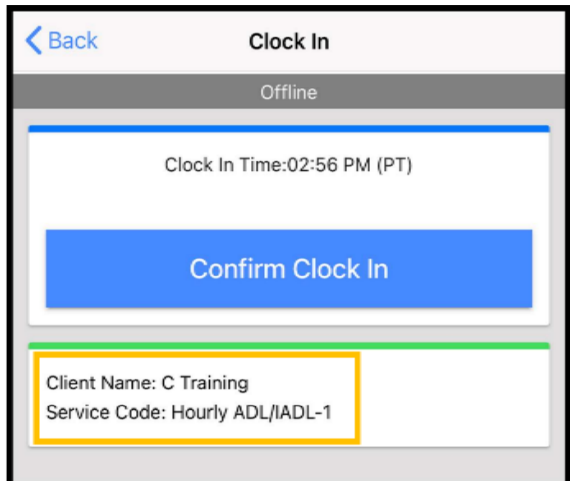 Back
Clock In
Offline
Clock In Time:02:56 PM (PT)
Confirm Clock In
Client Name: C Training
Service Code: Hourly ADL/IADL-1